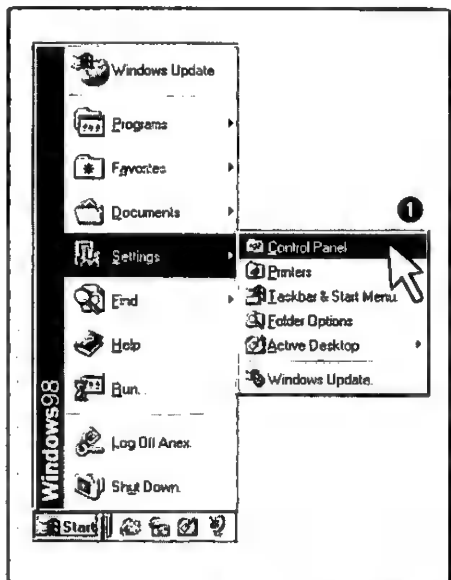 Windows Update
Programs
Favorites
Documents
Settings
Find
Help
Run...
Log Off Anex.
Shut Down.
Windows98
Start
1
Control Panel
Printers
Taskbar & Start Menu.
Folder Options
Active Desktop
Windows Update.